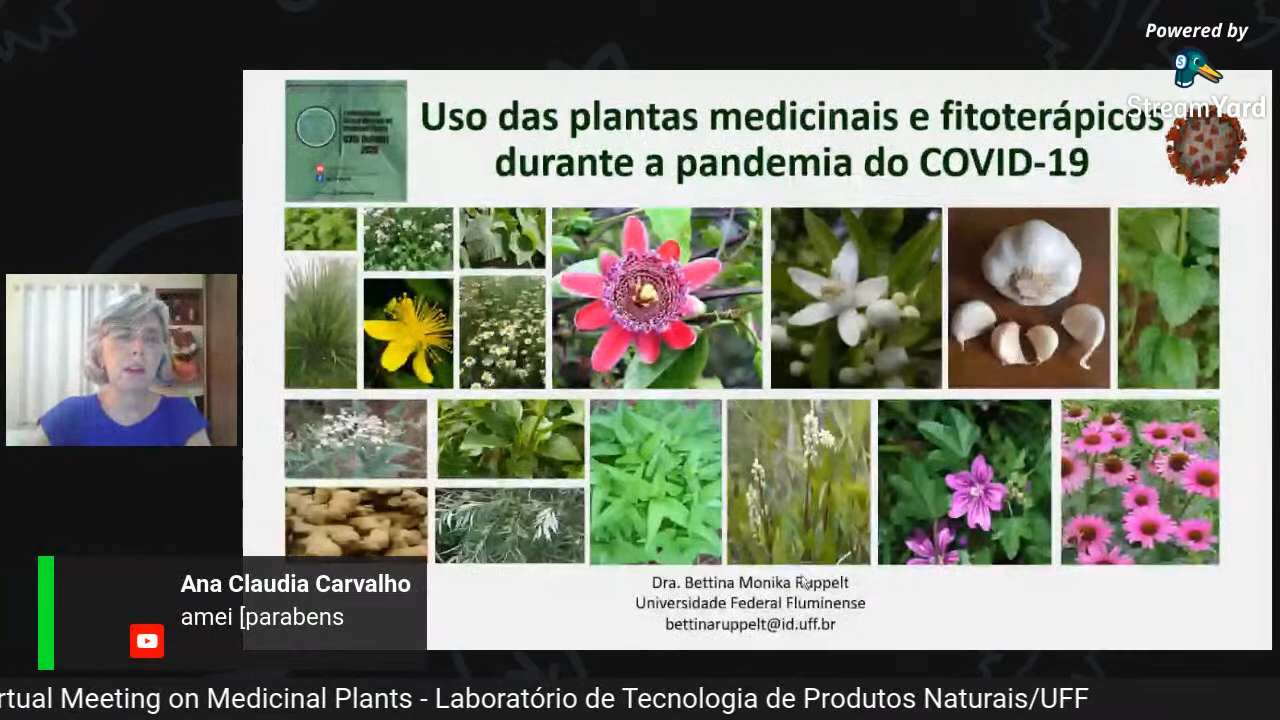 Powered by
StreamYard
Uso das plantas medicinais e fitoterápicos
durante a pandemia do COVID-19
2020
Dra. Bettina Monika Ruppelt
Universidade Federal Fluminense
bettinaruppelt@id.uff.br
Ana Claudia Carvalho
amei [parabens
rtual Meeting on Medicinal Plants - Laboratório de Tecnologia de Produtos Naturais/UFF